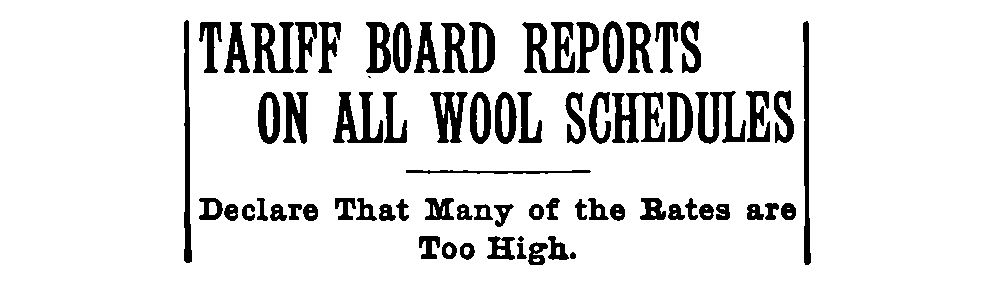 TARIFF BOARD REPORTS
ON ALL WOOL SCHEDULES
Declare That Many of the Rates are
Too High.